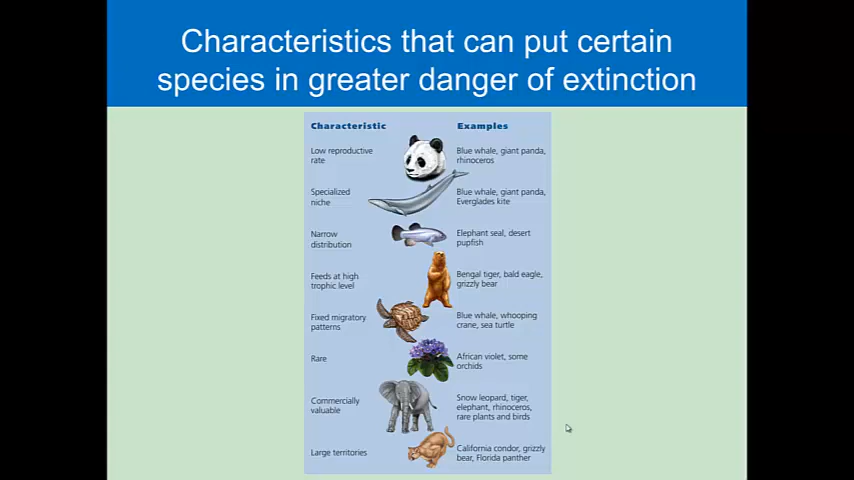 Characteristics that can put certain
species in greater danger of extinction
Characteristic Examples
Low reproductive
rate
Blue whale, giant panda,
rhinoceros
Specialized
niche
Blue whale, giant panda,
Everglades kite
Narrow
distribution
Elephant seal, desert
pupfish
Feeds at high
trophic level
Bengal tiger, bald eagle,
grizzly bear
Fixed migratory
patterns
Blue whale, whooping
crane, sea turtle
Rare
African violet, some
orchids
Commercially
valuable
Snow leopard, tiger,
elephant, rhinoceros,
rare plants and birds
Large territories
California condor, grizzly
bear, Florida panther